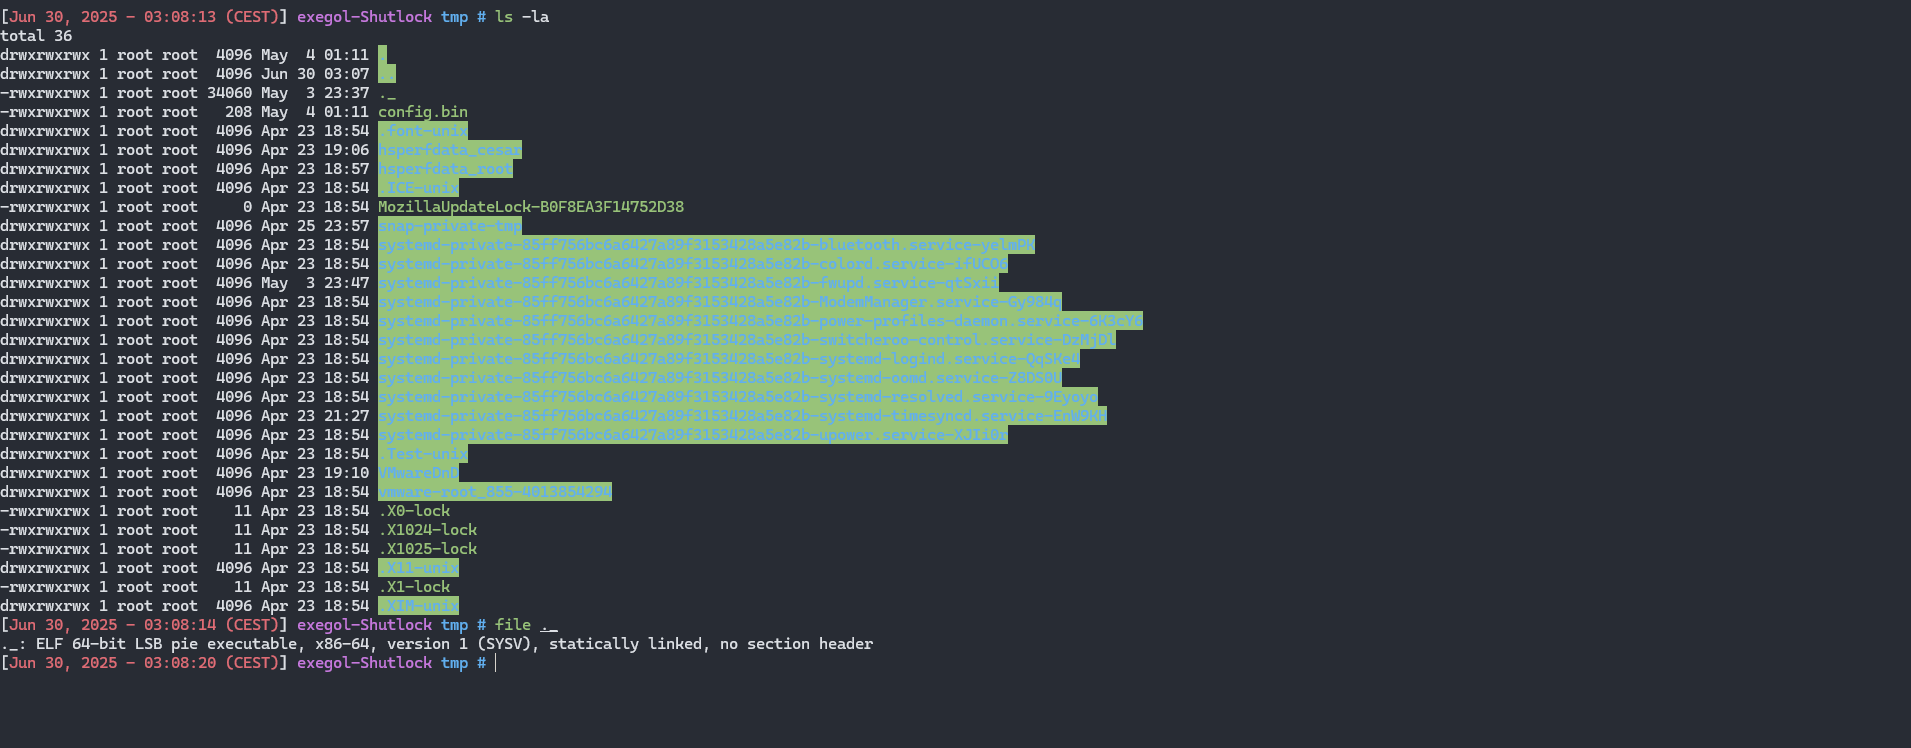 [Jun 30, 2025 - 03:08:13 (CEST)] exegol-Shutlock tmp # ls -la
total 36
drwxrwxrwx 1 root root  4096 May  4 01:11 .
drwxrwxrwx 1 root root  4096 Jun 30 03:07 ..
-rwxrwxrwx 1 root root 34060 May  3 23:37 ._
-rwxrwxrwx 1 root root   208 May  4 01:11 config.bin
drwxrwxrwx 1 root root  4096 Apr 23 18:54 .font-unix
drwxrwxrwx 1 root root  4096 Apr 23 19:06 hsperfdata_cesar
drwxrwxrwx 1 root root  4096 Apr 23 18:57 hsperfdata_root
drwxrwxrwx 1 root root  4096 Apr 23 18:54 .ICE-unix
-rwxrwxrwx 1 root root     0 Apr 23 18:54 MozillaUpdateLock-B0F8EA3F14752D38
drwxrwxrwx 1 root root  4096 Apr 25 23:57 snap-private-tmp
drwxrwxrwx 1 root root  4096 Apr 23 18:54 systemd-private-85ff756bc6a6427a89f3153428a5e82b-bluetooth.service-yelmPK
drwxrwxrwx 1 root root  4096 Apr 23 18:54 systemd-private-85ff756bc6a6427a89f3153428a5e82b-colord.service-ifUCO6
drwxrwxrwx 1 root root  4096 May  3 23:47 systemd-private-85ff756bc6a6427a89f3153428a5e82b-fwupd.service-qtSxii
drwxrwxrwx 1 root root  4096 Apr 23 18:54 systemd-private-85ff756bc6a6427a89f3153428a5e82b-ModemManager.service-Gy984q
drwxrwxrwx 1 root root  4096 Apr 23 18:54 systemd-private-85ff756bc6a6427a89f3153428a5e82b-power-profiles-daemon.service-6K3cY6
drwxrwxrwx 1 root root  4096 Apr 23 18:54 systemd-private-85ff756bc6a6427a89f3153428a5e82b-switcheroo-control.service-DzMjDl
drwxrwxrwx 1 root root  4096 Apr 23 18:54 systemd-private-85ff756bc6a6427a89f3153428a5e82b-systemd-logind.service-QqSKe4
drwxrwxrwx 1 root root  4096 Apr 23 18:54 systemd-private-85ff756bc6a6427a89f3153428a5e82b-systemd-oomd.service-Z8DS0U
drwxrwxrwx 1 root root  4096 Apr 23 18:54 systemd-private-85ff756bc6a6427a89f3153428a5e82b-systemd-resolved.service-9Eyoyo
drwxrwxrwx 1 root root  4096 Apr 23 21:27 systemd-private-85ff756bc6a6427a89f3153428a5e82b-systemd-timesyncd.service-EnW9KH
drwxrwxrwx 1 root root  4096 Apr 23 18:54 systemd-private-85ff756bc6a6427a89f3153428a5e82b-upower.service-XJIi0r
drwxrwxrwx 1 root root  4096 Apr 23 18:54 .Test-unix
drwxrwxrwx 1 root root  4096 Apr 23 19:10 VMwareDnD
drwxrwxrwx 1 root root  4096 Apr 23 18:54 vmware-root_855-4013854294
-rwxrwxrwx 1 root root    11 Apr 23 18:54 .X0-lock
-rwxrwxrwx 1 root root    11 Apr 23 18:54 .X1024-lock
-rwxrwxrwx 1 root root    11 Apr 23 18:54 .X1025-lock
drwxrwxrwx 1 root root  4096 Apr 23 18:54 .X11-unix
-rwxrwxrwx 1 root root    11 Apr 23 18:54 .X1-lock
drwxrwxrwx 1 root root  4096 Apr 23 18:54 .XIM-unix
[Jun 30, 2025 - 03:08:14 (CEST)] exegol-Shutlock tmp # file ._
._: ELF 64-bit LSB pie executable, x86-64, version 1 (SYSV), statically linked, no section header
[Jun 30, 2025 - 03:08:20 (CEST)] exegol-Shutlock tmp #